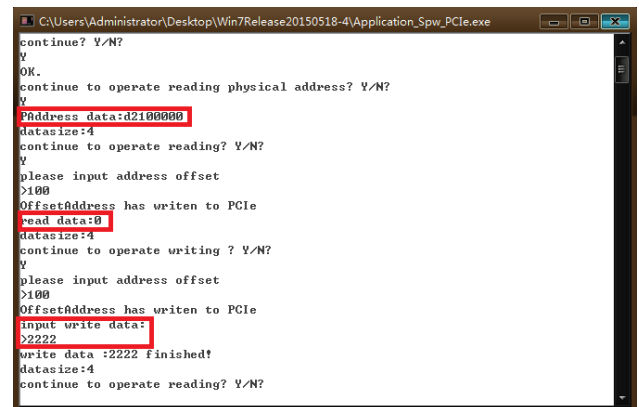 C:\Users\Administrator\Desktop\Win7Release20150518-4\Application_Spw_PCIe.exe
continue? Y/N?
Y
OK.
continue to operate reading physical address? Y/N?
Y
PAddress data:d2100000
datasize:4
continue to operate reading? Y/N?
Y
please input address offset
>100
OffsetAddress has writen to PCIe
read data:0
datasize:4
continue to operate writing ? Y/N?
Y
please input address offset
>100
OffsetAddress has writen to PCIe
input write data:
>2222
write data :2222 finished!
datasize:4
continue to operate reading? Y/N?